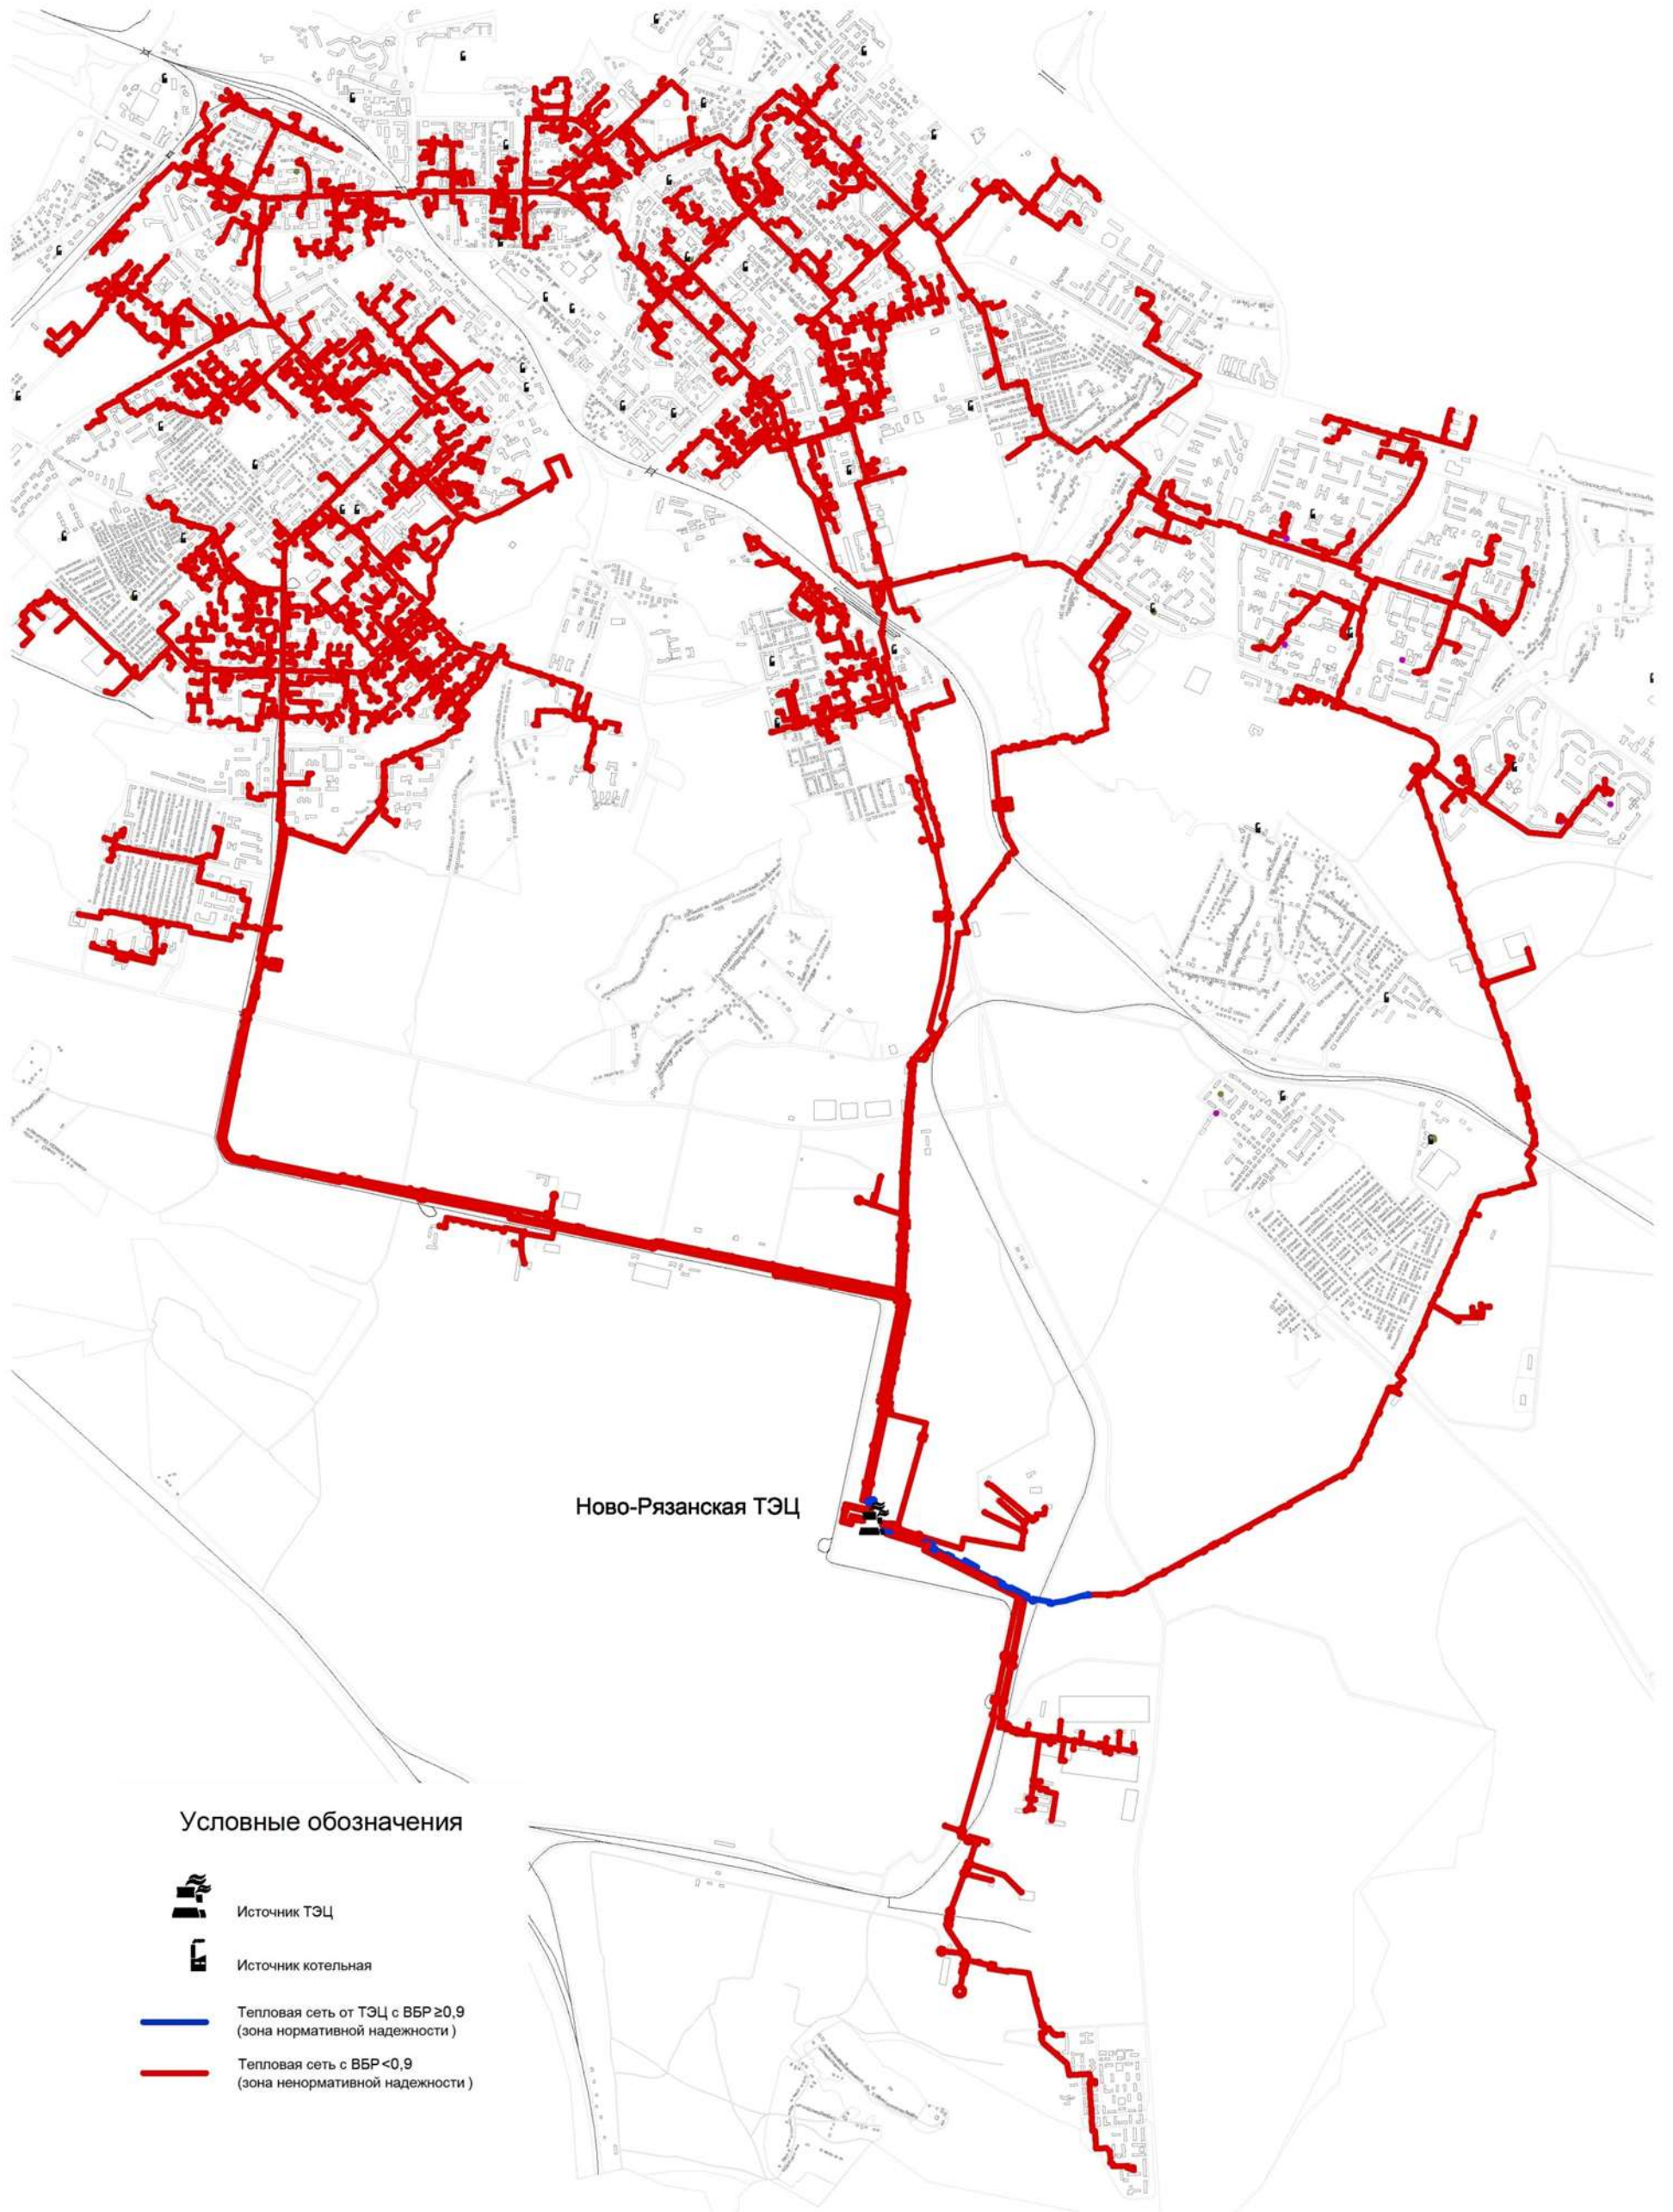 Ново-Рязанская ТЭЦ
Условные обозначения
Источник ТЭЦ
Источник котельная
Тепловая сеть от ТЭЦ с ВБР ≥0,9
(зона нормативной надежности )
Тепловая сеть с ВБР <0,9
(зона ненормативной надежности )